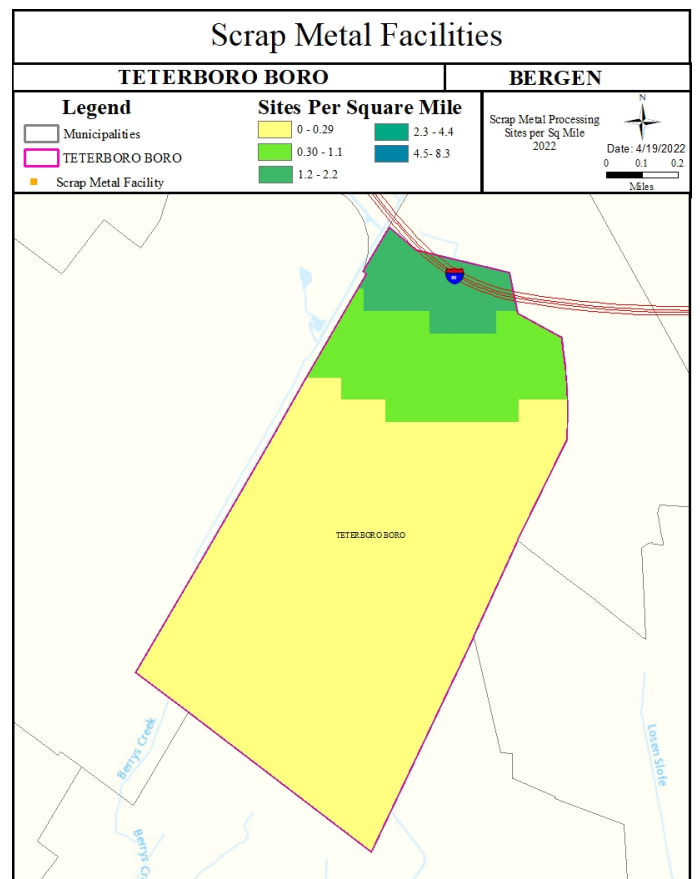 Scrap Metal Facilities
TETERBORO BORO
BERGEN
Legend
Municipalities
TETERBORO BORO
Scrap Metal Facility
Sites Per Square Mile
0 - 0.29
0.30 - 1.1
1.2 - 2.2
2.3 - 4.4
4.5- 8.3
Scrap Metal Processing
Sites per Sq Mile
2022
N
Date: 4/19/2022
0 0.1 0.2
Miles
80
TETERBORO BORO
Berrys Creek
Losen Slofe